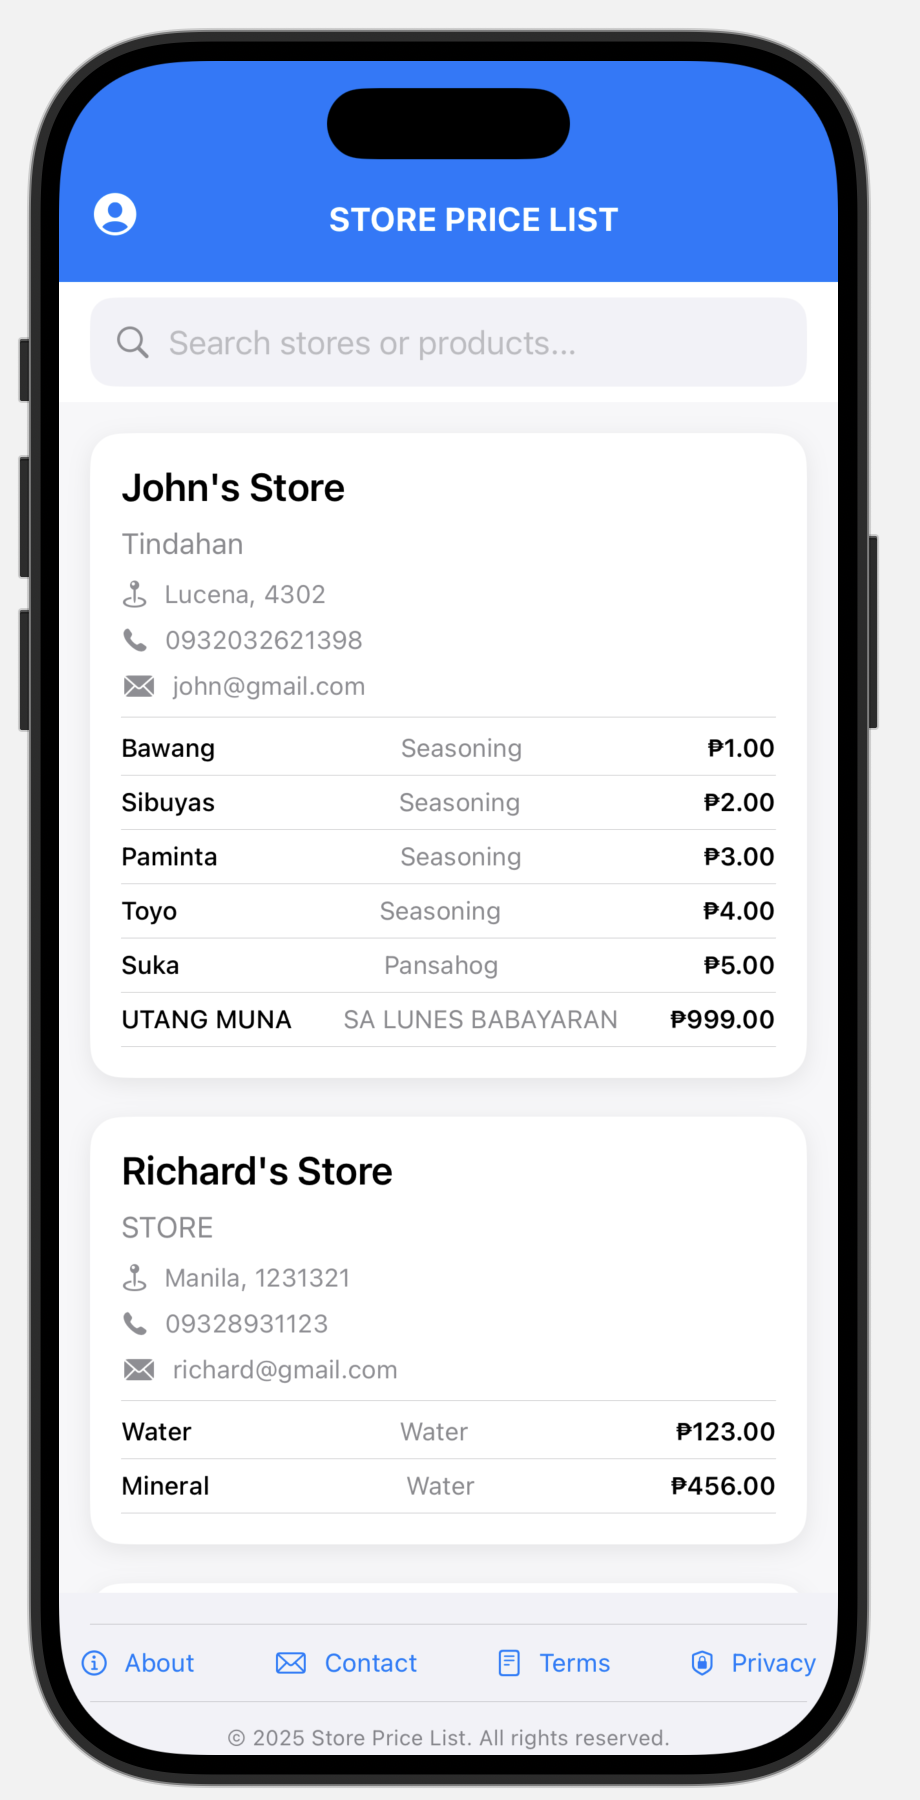 STORE PRICE LIST
Search stores or products...
John's Store
Tindahan
Lucena, 4302
0932032621398
john@gmail.com
Bawang Seasoning ₱1.00
Sibuyas Seasoning ₱2.00
Paminta Seasoning ₱3.00
Toyo Seasoning ₱4.00
Suka Pansahog ₱5.00
UTANG MUNA SA LUNES BABAYARAN ₱999.00
Richard's Store
STORE
Manila, 1231321
09328931123
richard@gmail.com
Water Water ₱123.00
Mineral Water ₱456.00
About Contact Terms Privacy
© 2025 Store Price List. All rights reserved.